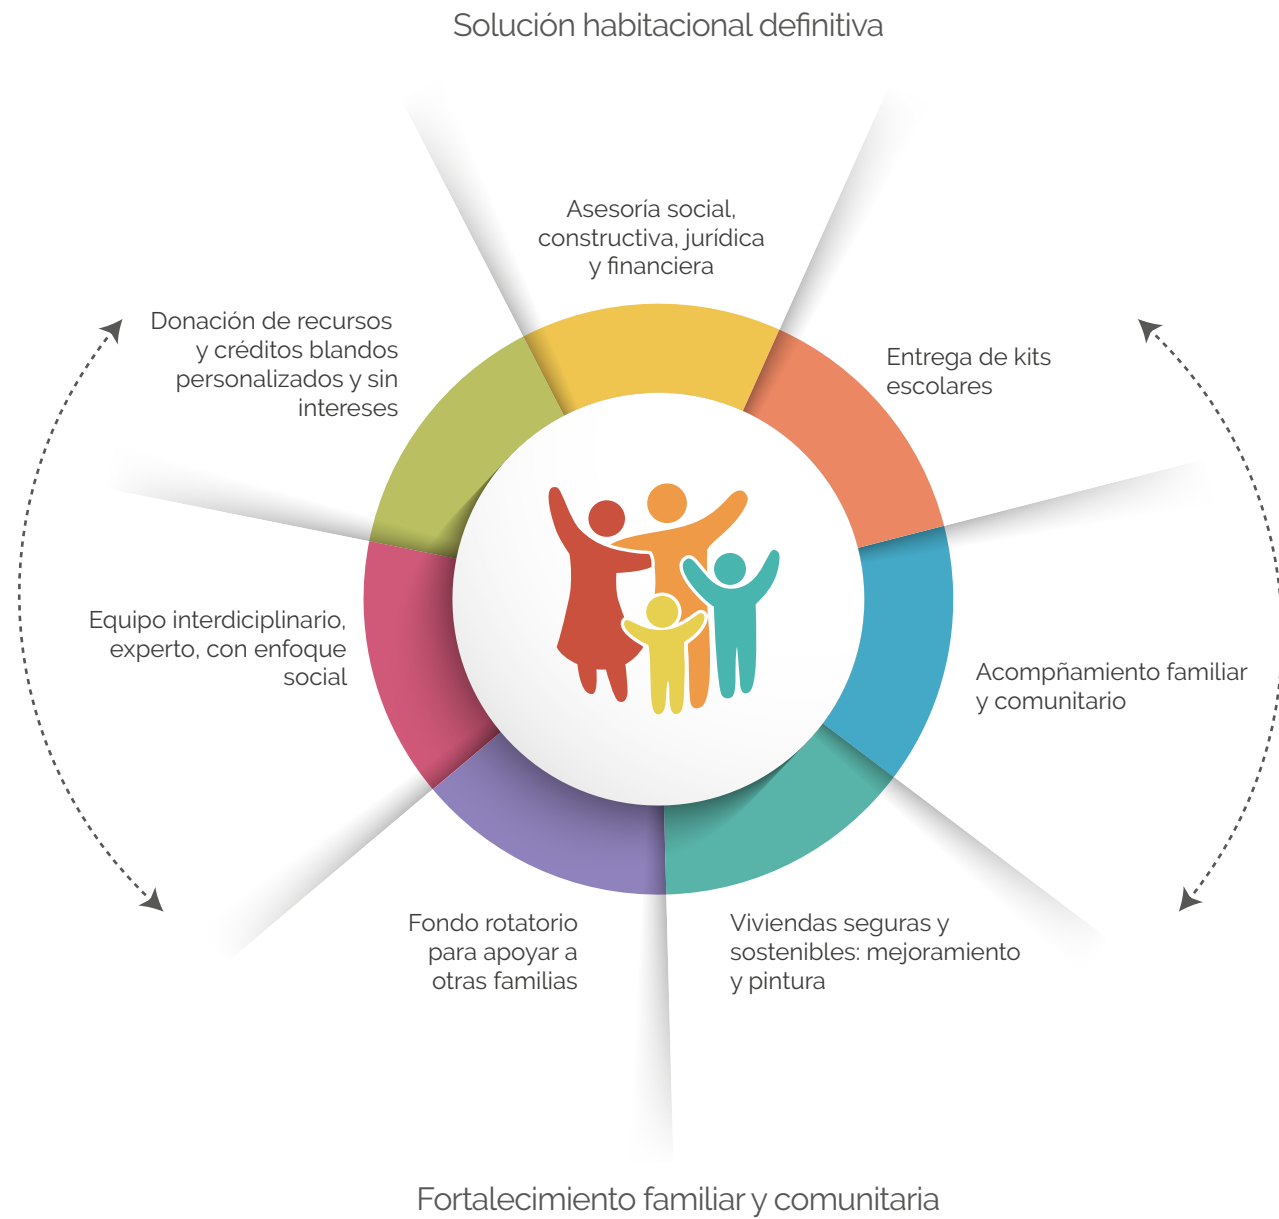 Solución habitacional definitiva
Asesoría social,
constructiva, jurídica
y financiera
Donación de recursos
y créditos blandos
personalizados y sin
intereses
Entrega de kits
escolares
Equipo interdiciplinario,
experto, con enfoque
social
Acompñamiento familiar
y comunitario
Fondo rotatorio
para apoyar a
otras familias
Viviendas seguras y
sostenibles: mejoramiento
y pintura
Fortalecimiento familiar y comunitaria